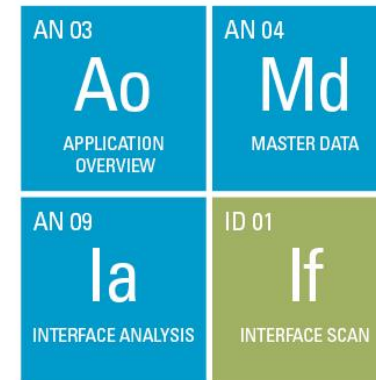 AN 03
Ao
APPLICATION
OVERVIEW
AN 04
Md
MASTER DATA
AN 09
Ia
INTERFACE ANALYSIS
ID 01
If
INTERFACE SCAN